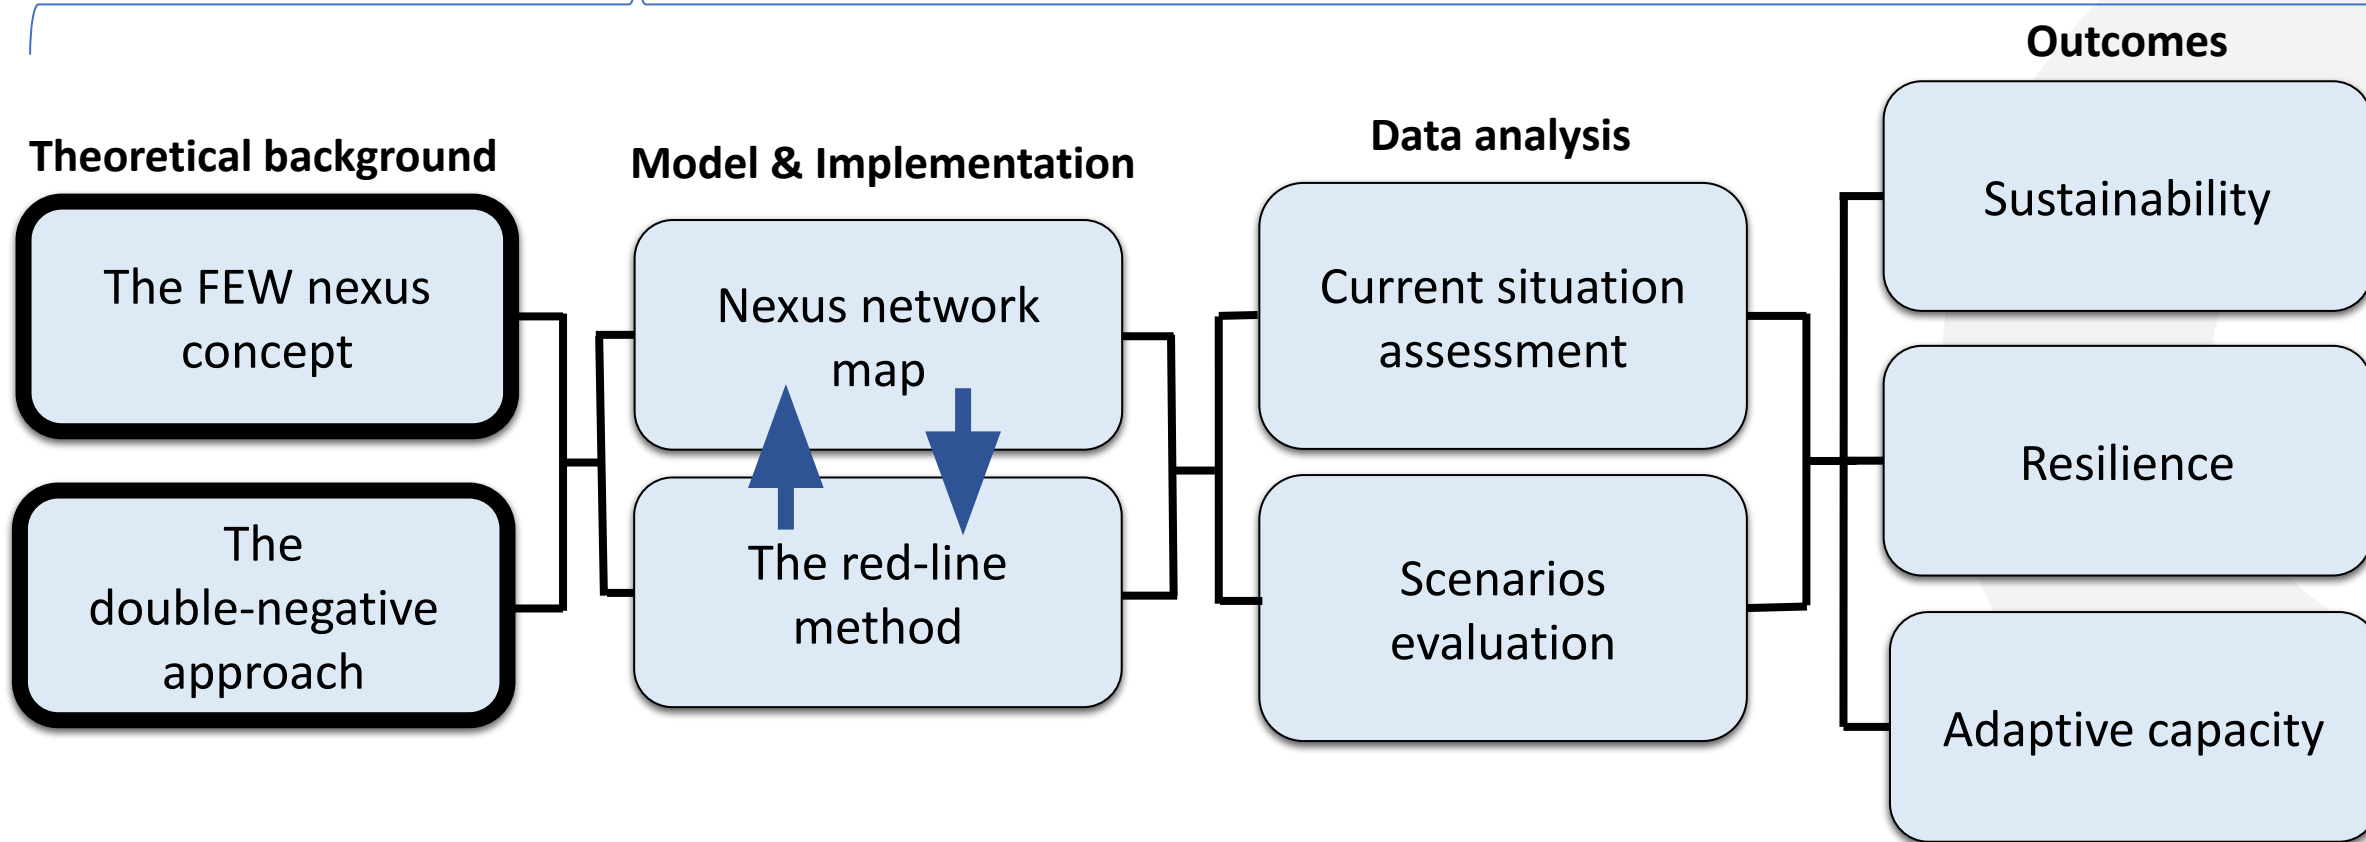 Theoretical background
The FEW nexus
concept
The
double-negative
approach
Model & Implementation
Nexus network
map
The red-line
method
Data analysis
Current situation
assessment
Scenarios
evaluation
Outcomes
Sustainability
Resilience
Adaptive capacity